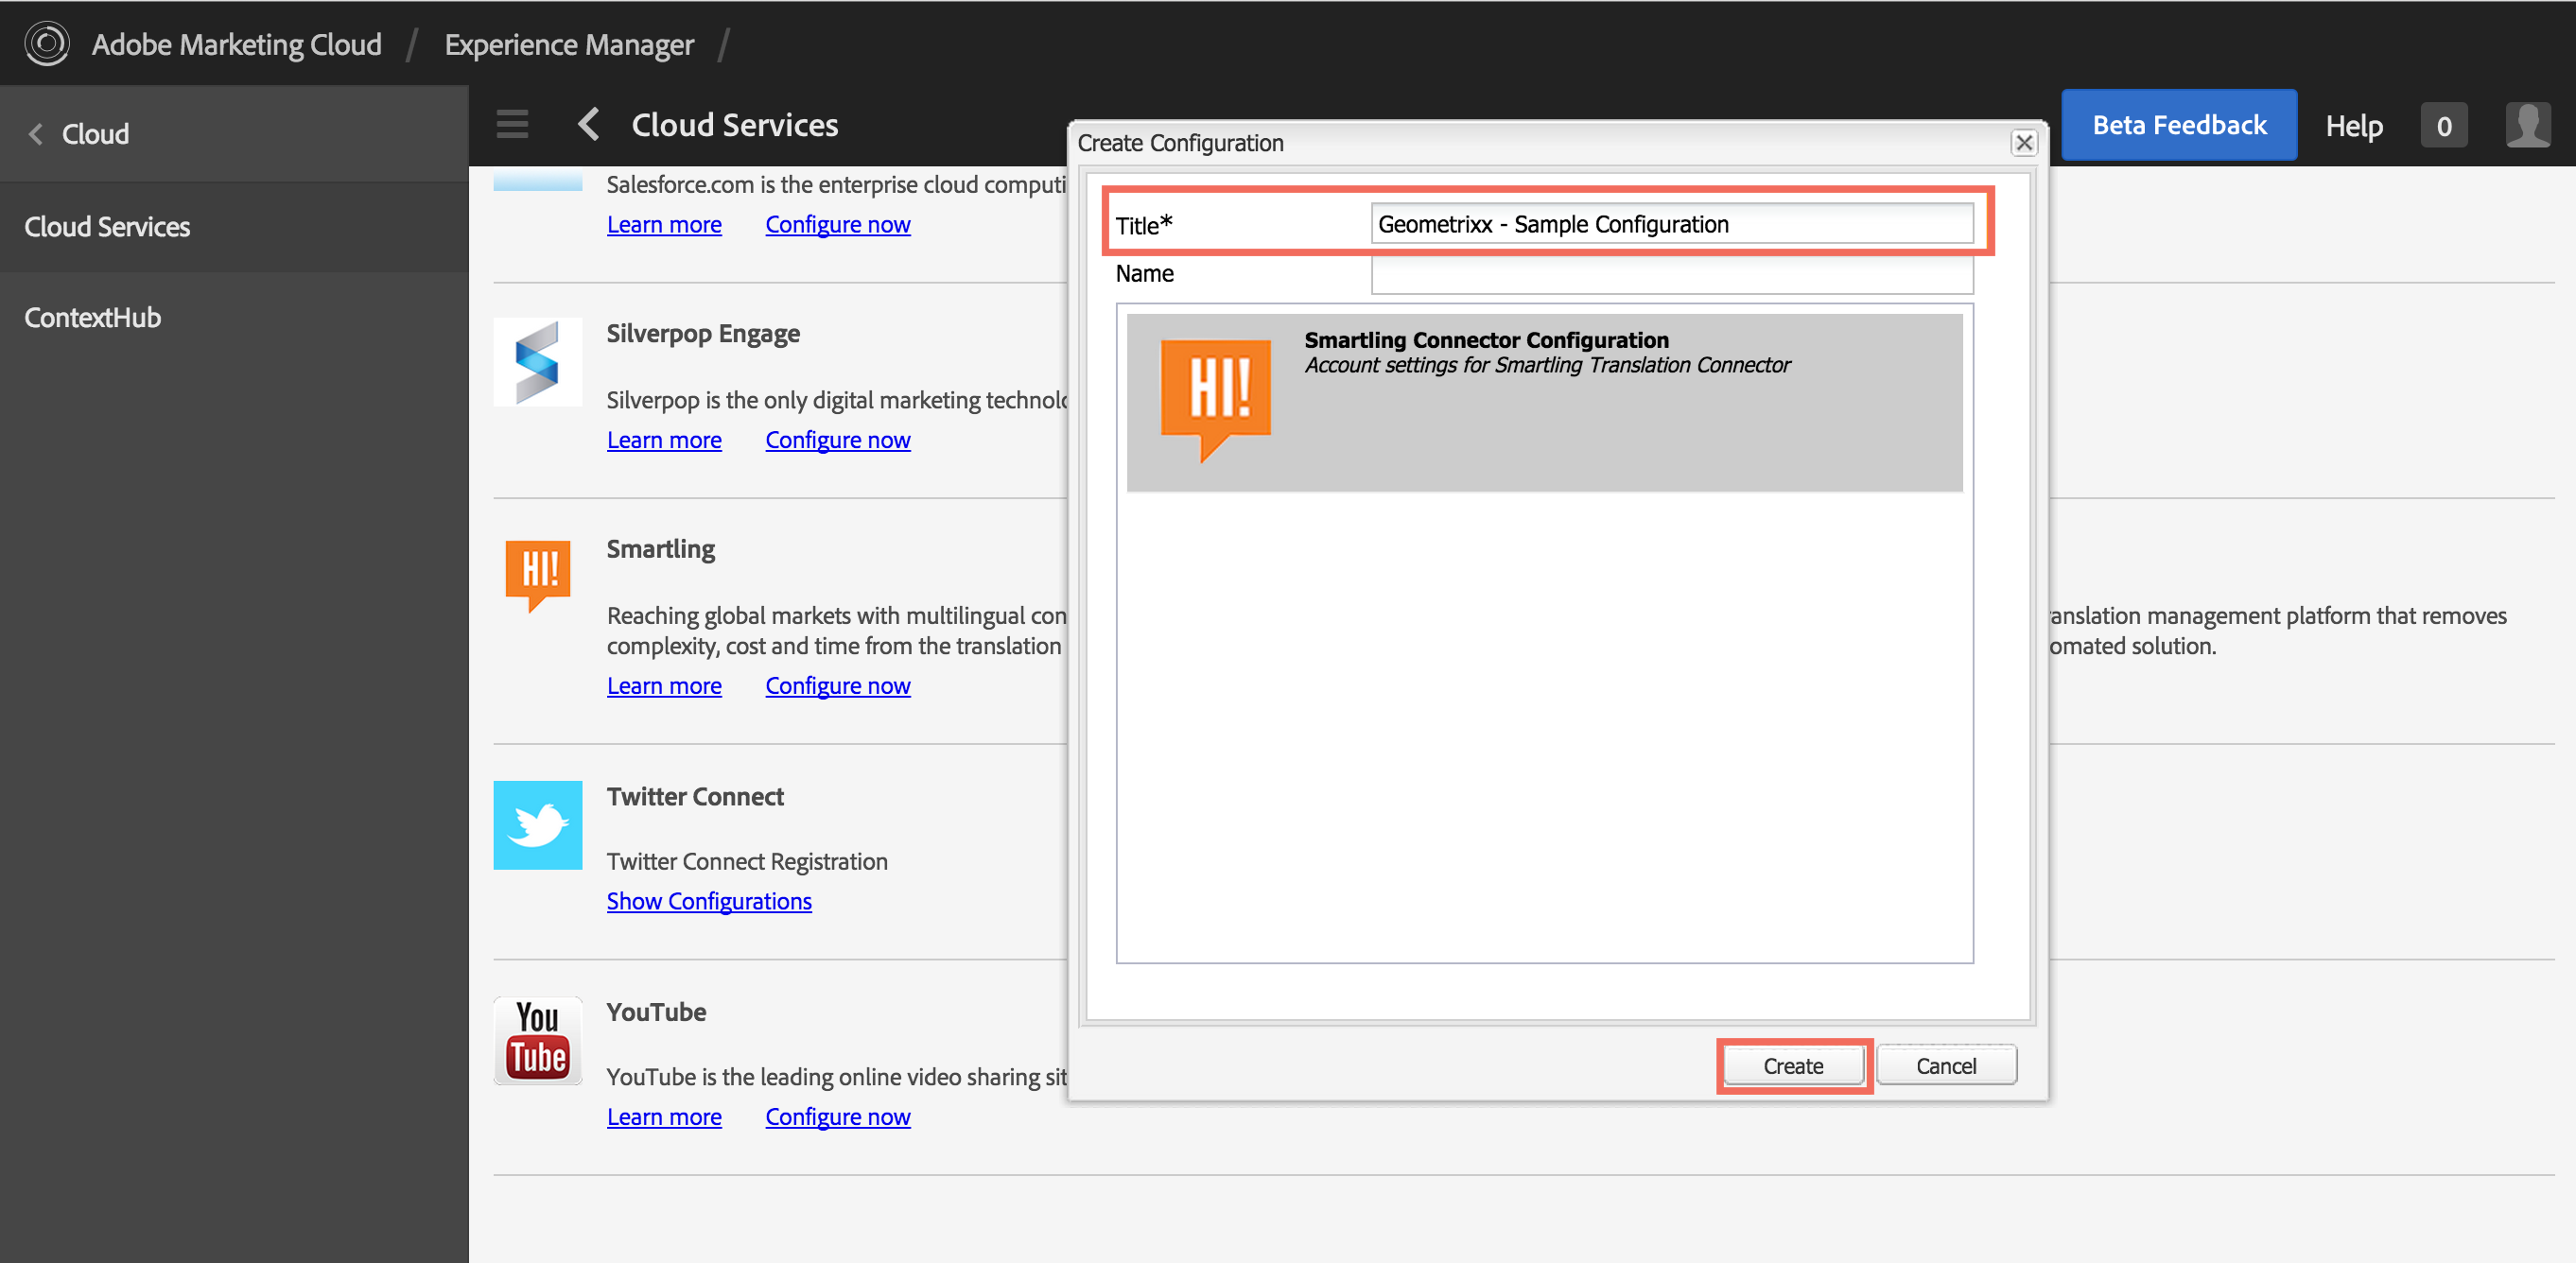 Adobe Marketing Cloud / Experience Manager /
Cloud
Cloud Services
ContextHub
Cloud Services
Beta Feedback
Help
0
Salesforce.com is the enterprise cloud computi
Learn more Configure now
Silverpop Engage
Silverpop is the only digital marketing technolo
Learn more Configure now
HI!
Smartling
Reaching global markets with multilingual con
anslation management platform that removes
complexity, cost and time from the translation
omated solution.
Learn more Configure now
Twitter Connect
Twitter Connect Registration
Show Configurations
You
Tube
YouTube
YouTube is the leading online video sharing sit
Learn more Configure now
Create Configuration
Title* Geometrixx - Sample Configuration
Name
HI!
Smartling Connector Configuration
Account settings for Smartling Translation Connector
Create Cancel